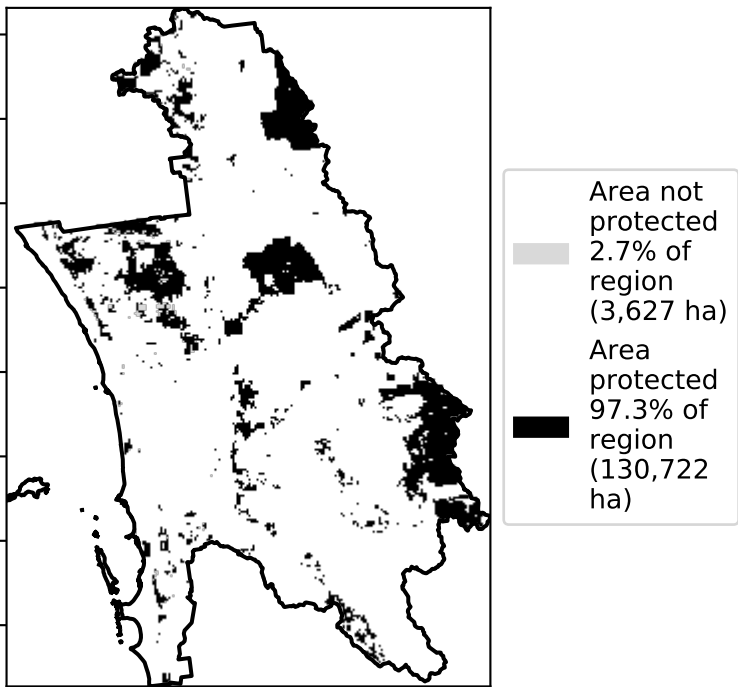 Area not
protected
2.7% of
region
(3,627 ha)
Area
protected
97.3% of
region
(130,722
ha)